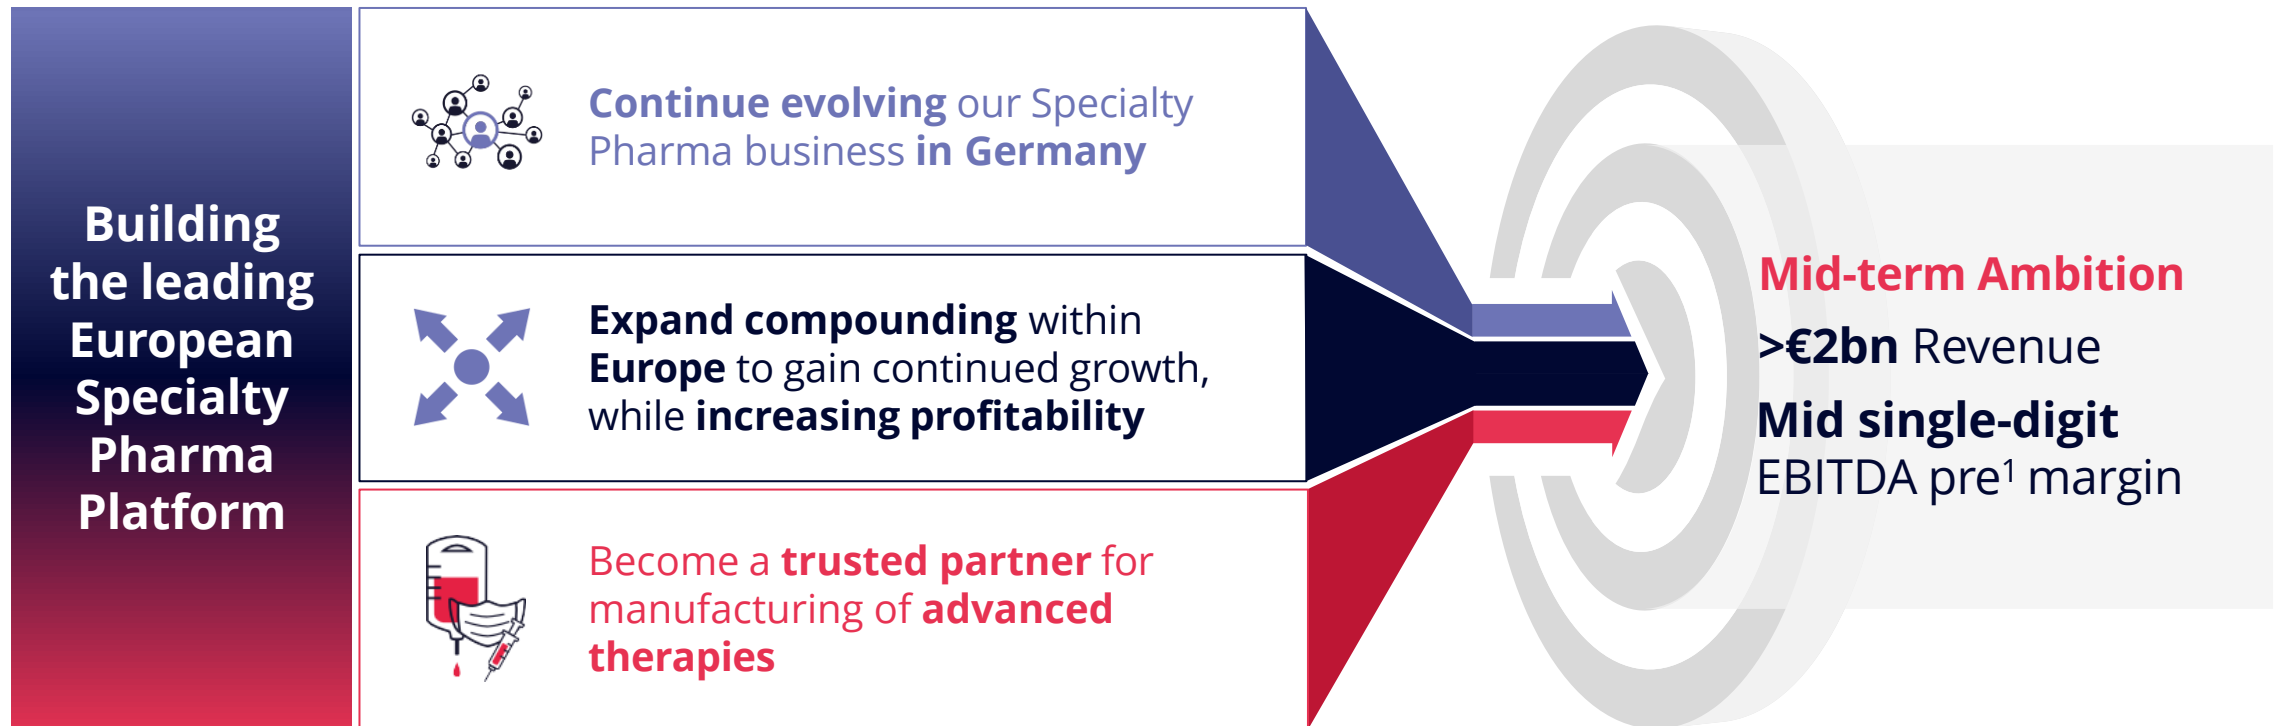 Building
the leading
European
Specialty
Pharma
Platform
Continue evolving our Specialty
Pharma business in Germany
Expand compounding within
Europe to gain continued growth,
while increasing profitability
Become a trusted partner for
manufacturing of advanced
therapies
Mid-term Ambition
>€2bn Revenue
Mid single-digit
EBITDA pre¹ margin